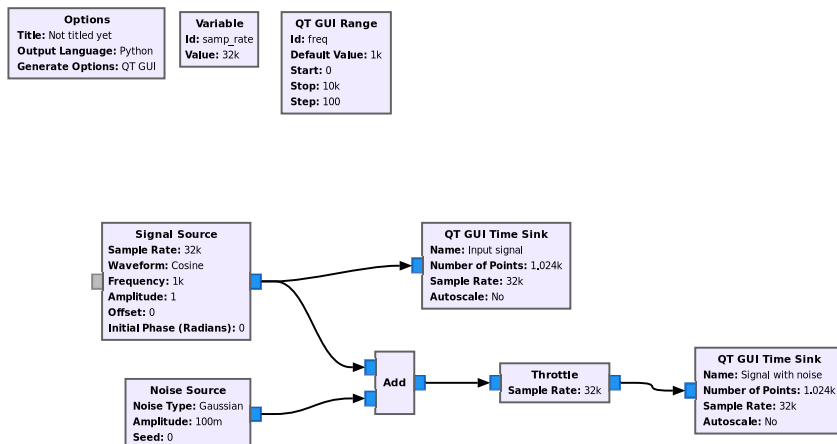 Options
Title: Not titled yet
Output Language: Python
Generate Options: QT GUI
Variable
Id: samp_rate
Value: 32k
QT GUI Range
Id: freq
Default Value: 1k
Start: 0
Stop: 10k
Step: 100
Signal Source
Sample Rate: 32k
Waveform: Cosine
Frequency: 1k
Amplitude: 1
Offset: 0
Initial Phase (Radians): 0
QT GUI Time Sink
Name: Input signal
Number of Points: 1.024k
Sample Rate: 32k
Autoscale: No
Noise Source
Noise Type: Gaussian
Amplitude: 100m
Seed: 0
Add
Throttle
Sample Rate: 32k
QT GUI Time Sink
Name: Signal with noise
Number of Points: 1.024k
Sample Rate: 32k
Autoscale: No